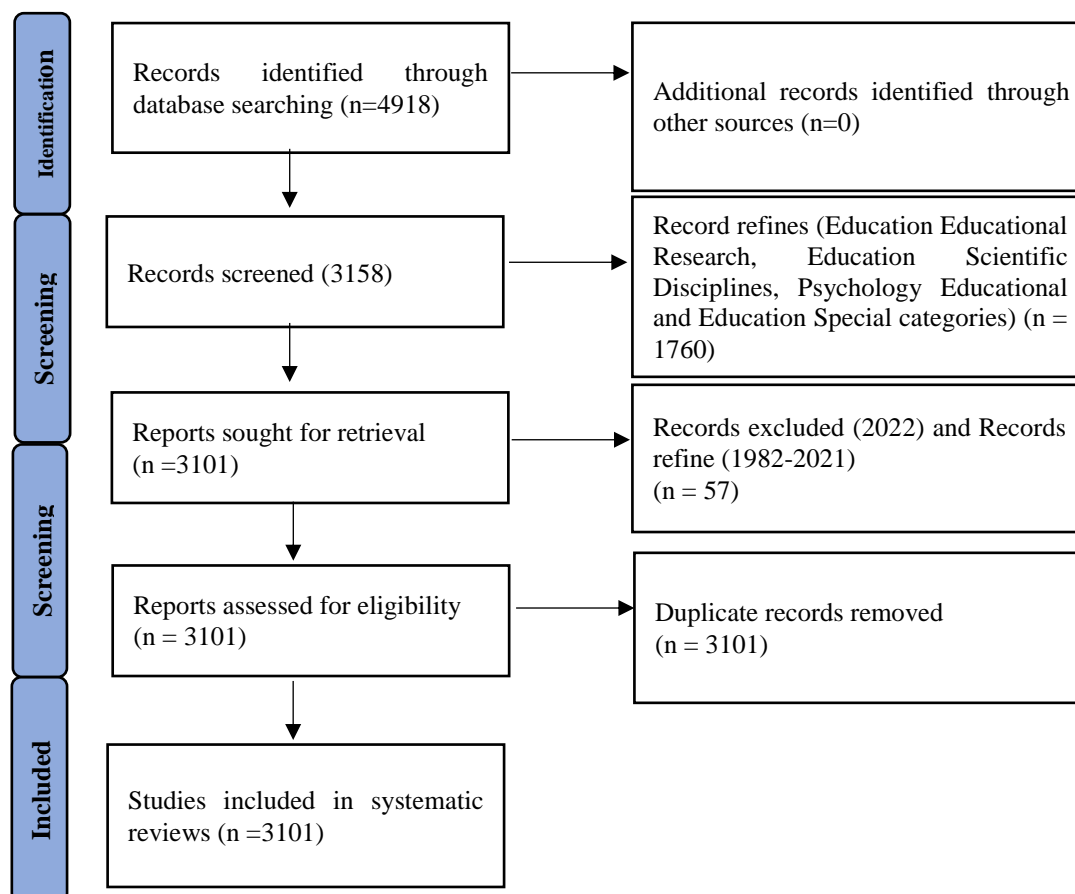 Identification
Records identified through
database searching (n=4918)
Additional records identified through
other sources (n=0)
Screening
Records screened (3158)
Record refines (Education Educational
Research, Education Scientific
Disciplines, Psychology Educational
and Education Special categories) (n =
1760)
Screening
Reports sought for retrieval
(n =3101)
Records excluded (2022) and Records
refine (1982-2021)
(n = 57)
Reports assessed for eligibility
(n = 3101)
Duplicate records removed
(n = 3101)
Included
Studies included in systematic
reviews (n =3101)